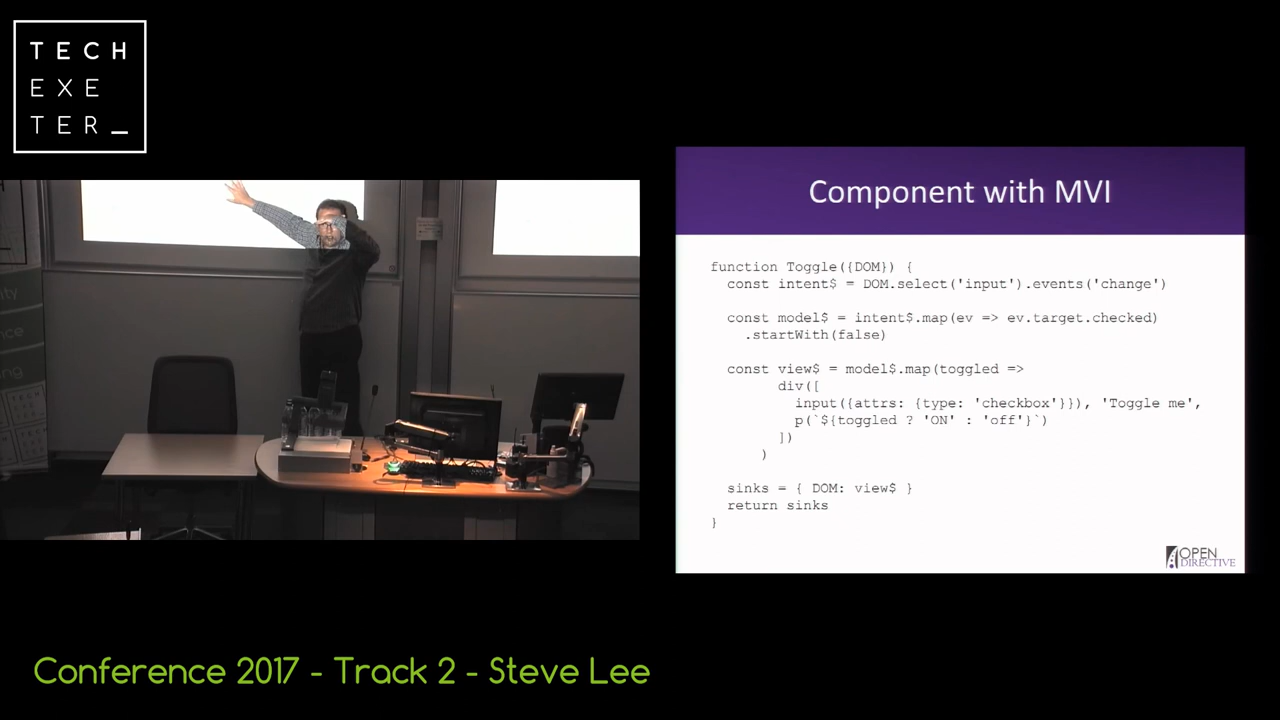 TECH
EXE
TER_
Component with MVI
function Toggle({DOM}) {
  const intent$ = DOM.select('input').events('change')
  const model$ = intent$.map(ev => ev.target.checked)
    .startWith(false)
  const view$ = model$.map(toggled =>
        div([
          input({attrs: {type: 'checkbox'}}), 'Toggle me',
          p(`${toggled ? 'ON' : 'off'}`)
        ])
      )
  sinks = { DOM: view$ }
  return sinks
}
OPEN
DIRECTIVE
Conference 2017 - Track 2 - Steve Lee